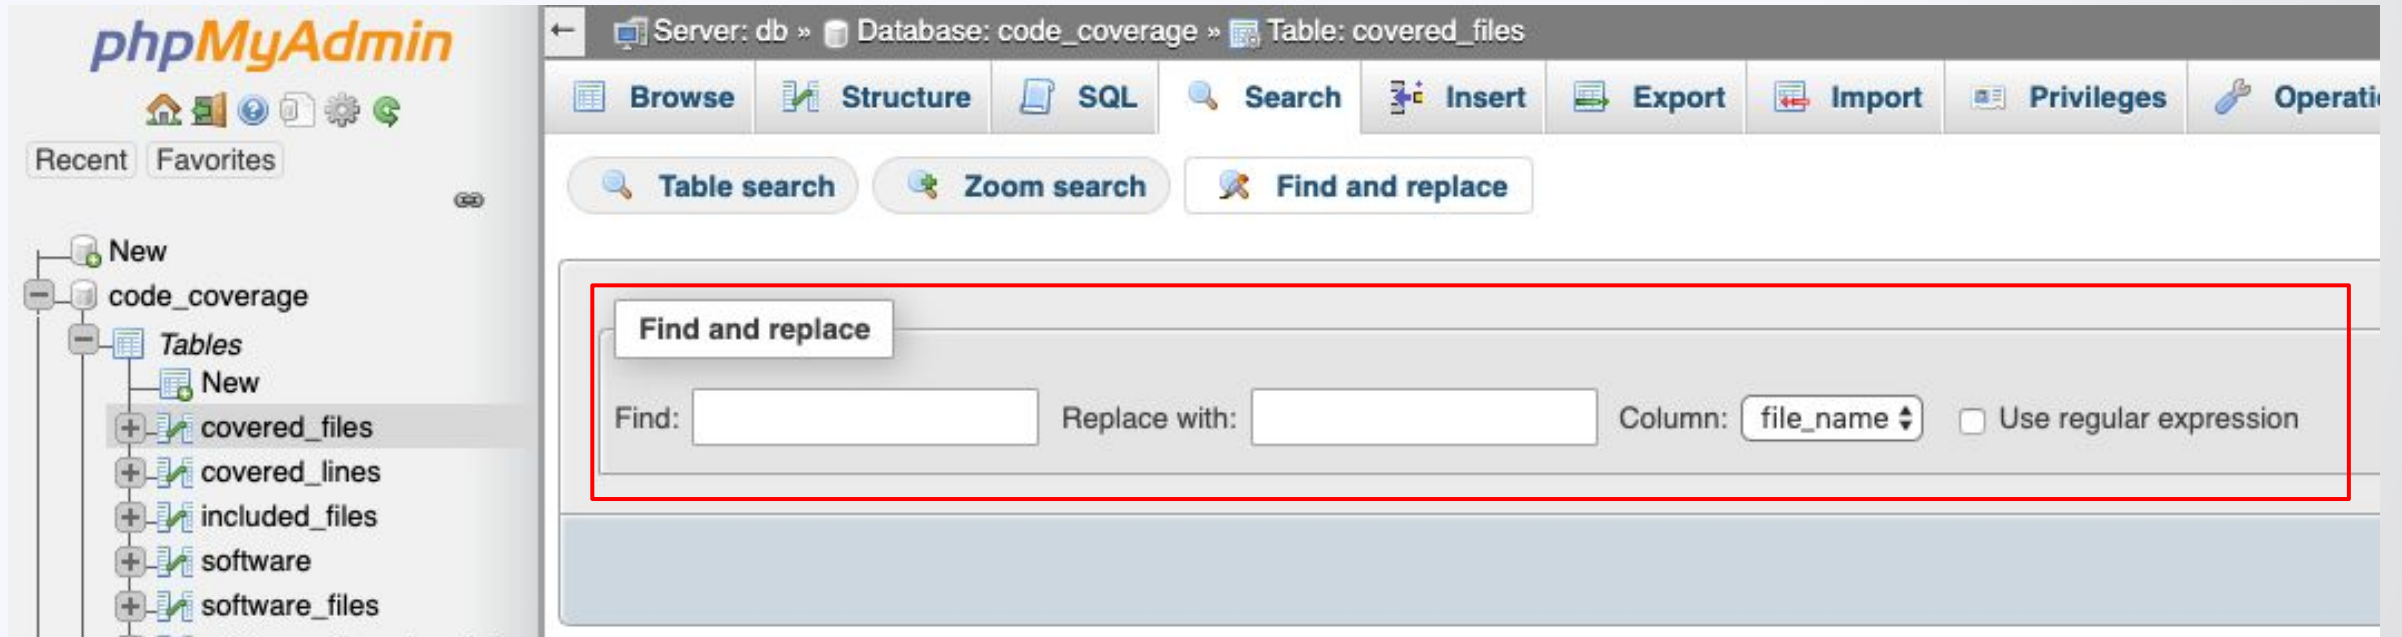 phpMyAdmin
Recent Favorites
New
code_coverage
Tables
New
covered_files
covered_lines
included_files
software
software_files
← Server: db » Database: code_coverage » Table: covered_files
Browse Structure SQL Search Insert Export Import Privileges Operati
Table search Zoom search Find and replace
Find and replace
Find: Replace with: Column: file_name Use regular expression